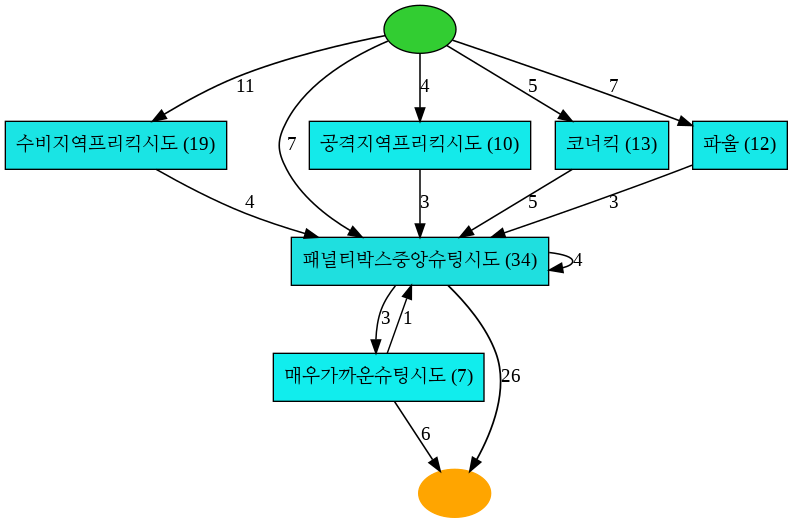 11
7
4
5
7
수비지역프리킥시도 (19)
공격지역프리킥시도 (10)
코너킥 (13)
파울 (12)
4
3
5
3
패널티박스중앙슈팅시도 (34)
4
3
1
매우가까운슈팅시도 (7)
26
6